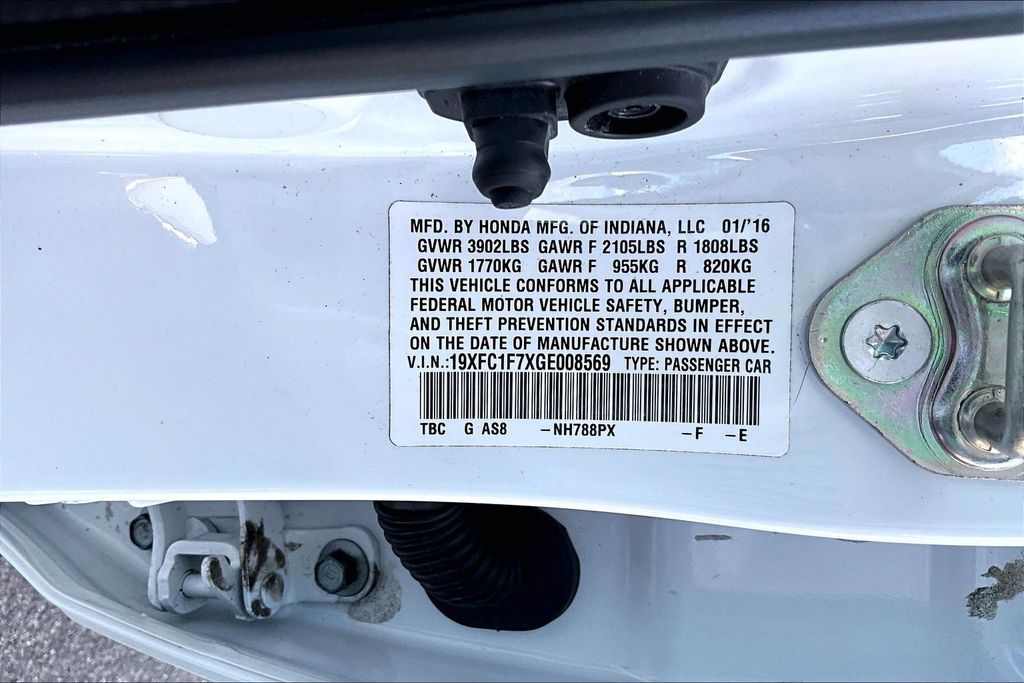 MFD. BY HONDA MFG. OF INDIANA, LLC 01/'16
GVWR 3902LBS GAWR F 2105LBS R 1808LBS
GVWR 1770KG GAWR F 955KG R 820KG
THIS VEHICLE CONFORMS TO ALL APPLICABLE
FEDERAL MOTOR VEHICLE SAFETY, BUMPER,
AND THEFT PREVENTION STANDARDS IN EFFECT
ON THE DATE OF MANUFACTURE SHOWN ABOVE.
V.I.N.:19XFC1F7XGE008569 TYPE: PASSENGER CAR
TBC G AS8 -NH788PX -F -E